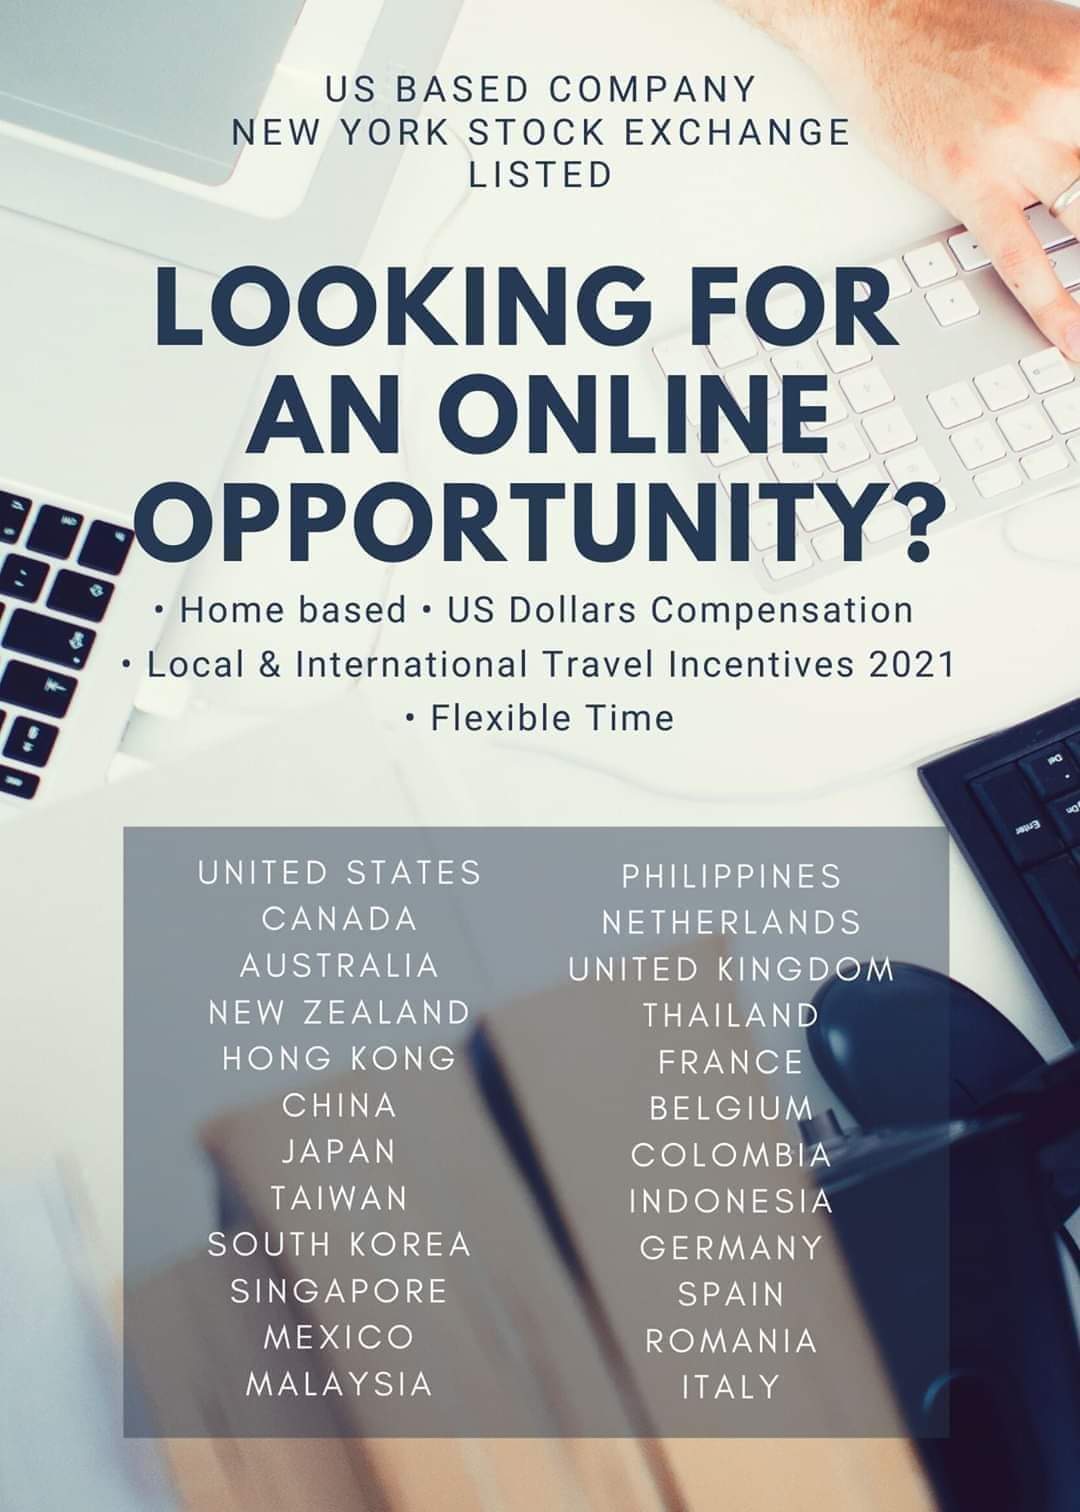 US BASED COMPANY
NEW YORK STOCK EXCHANGE
LISTED
LOOKING FOR
AN ONLINE
OPPORTUNITY?
• Home based • US Dollars Compensation
• Local & International Travel Incentives 2021
• Flexible Time
UNITED STATES
CANADA
AUSTRALIA
NEW ZEALAND
HONG KONG
CHINA
JAPAN
TAIWAN
SOUTH KOREA
SINGAPORE
MEXICO
MALAYSIA
PHILIPPINES
NETHERLANDS
UNITED KINGDOM
THAILAND
FRANCE
BELGIUM
COLOMBIA
INDONESIA
GERMANY
SPAIN
ROMANIA
ITALY
Del
Enter